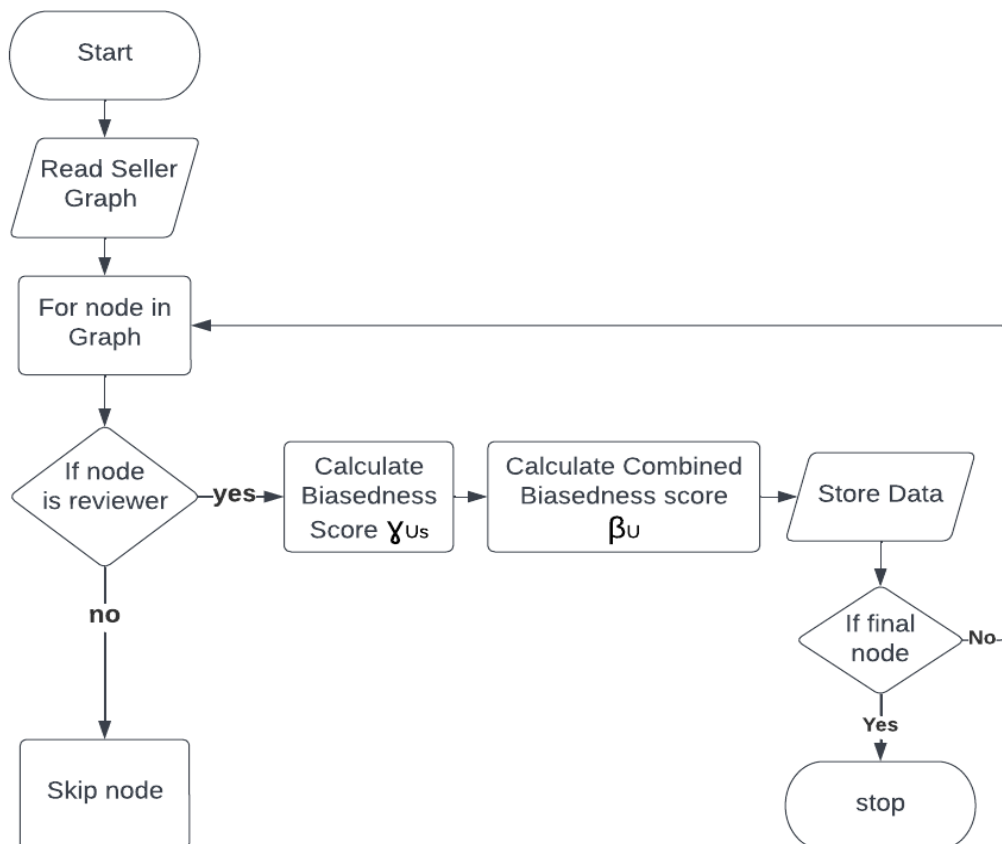 Start
Read Seller
Graph
For node in
Graph
If node
is reviewer
yes
Calculate
Biasedness
Score ɣUs
Calculate Combined
Biasedness score
βU
Store Data
If final
node
No
no
Yes
Skip node
stop